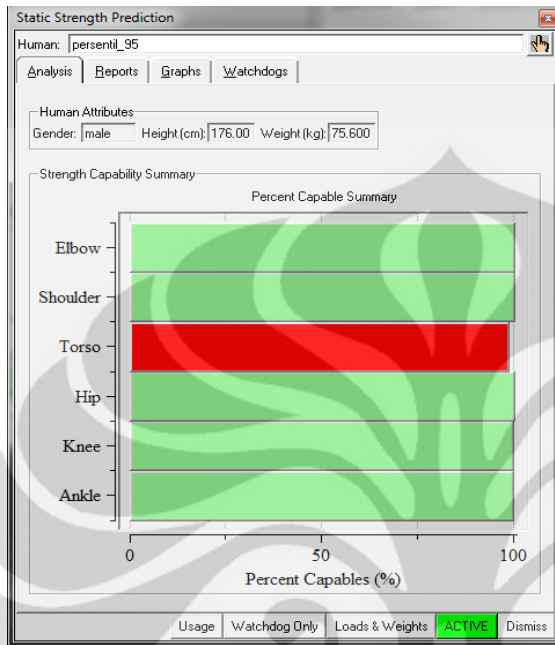 Static Strength Prediction
Human: persentil_95
Analysis Reports Graphs Watchdogs
Human Attributes
Gender: male Height (cm): 176.00 Weight (kg): 75.600
Strength Capability Summary
Percent Capable Summary
Elbow
Shoulder
Torso
Hip
Knee
Ankle
0 50 100
Percent Capables (%)
Usage Watchdog Only Loads & Weights ACTIVE Dismiss